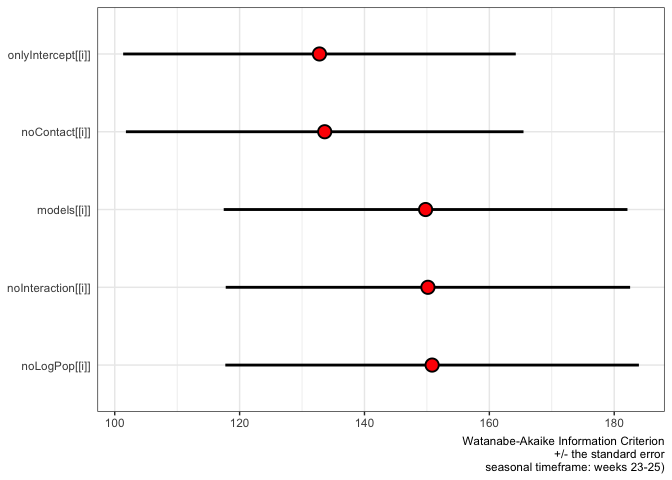 onlyIntercept[[i]]
noContact[[i]]
models[[i]]
noInteraction[[i]]
noLogPop[[i]]
100 120 140 160 180
Watanabe-Akaike Information Criterion
+/- the standard error
seasonal timeframe: weeks 23-25)